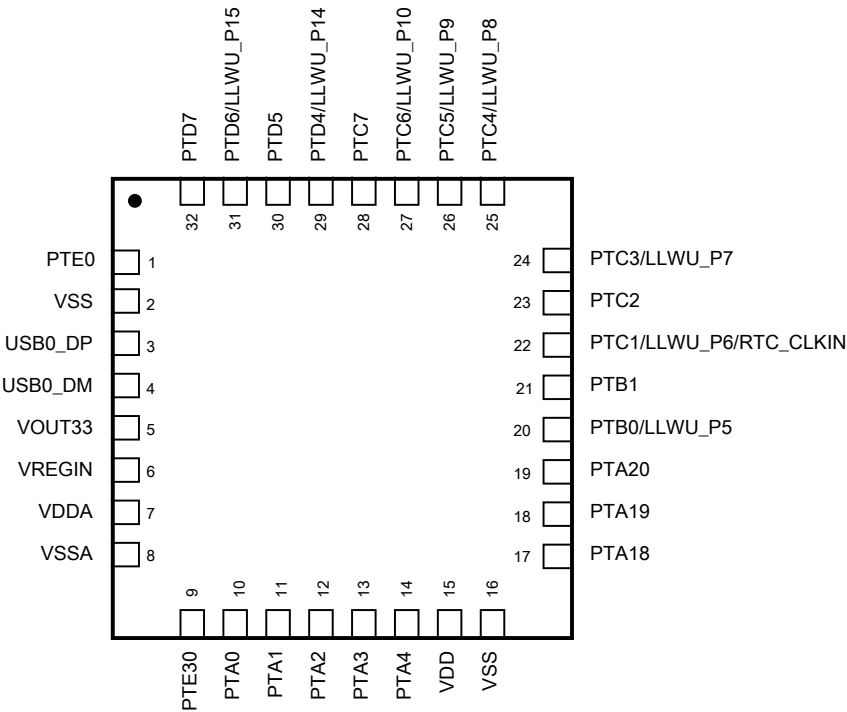 PTD7
PTD6/LLWU_P15
PTD5
PTD4/LLWU_P14
PTC7
PTC6/LLWU_P10
PTC5/LLWU_P9
PTC4/LLWU_P8
32
31
30
29
28
27
26
25
PTE0 1
VSS 2
USB0_DP 3
USB0_DM 4
VOUT33 5
VREGIN 6
VDDA 7
VSSA 8
24 PTC3/LLWU_P7
23 PTC2
22 PTC1/LLWU_P6/RTC_CLKIN
21 PTB1
20 PTB0/LLWU_P5
19 PTA20
18 PTA19
17 PTA18
9
10
11
12
13
14
15
16
PTE30
PTA0
PTA1
PTA2
PTA3
PTA4
VDD
VSS